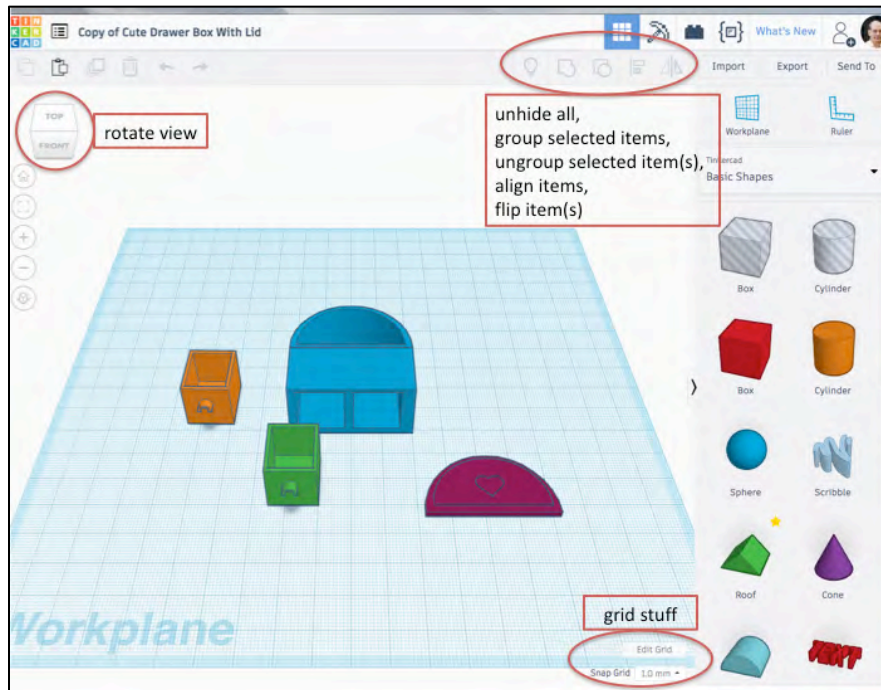 TIN
KER
CAD
Copy of Cute Drawer Box With Lid
What's New
Import Export Send To
TOP
FRONT
rotate view
unhide all,
group selected items,
ungroup selected item(s),
align items,
flip item(s)
Workplane Ruler
Tinkercad
Basic Shapes
Box Cylinder
Box Cylinder
Sphere Scribble
Roof Cone
TEXT
Workplane
grid stuff
Edit Grid
Snap Grid 1.0 mm